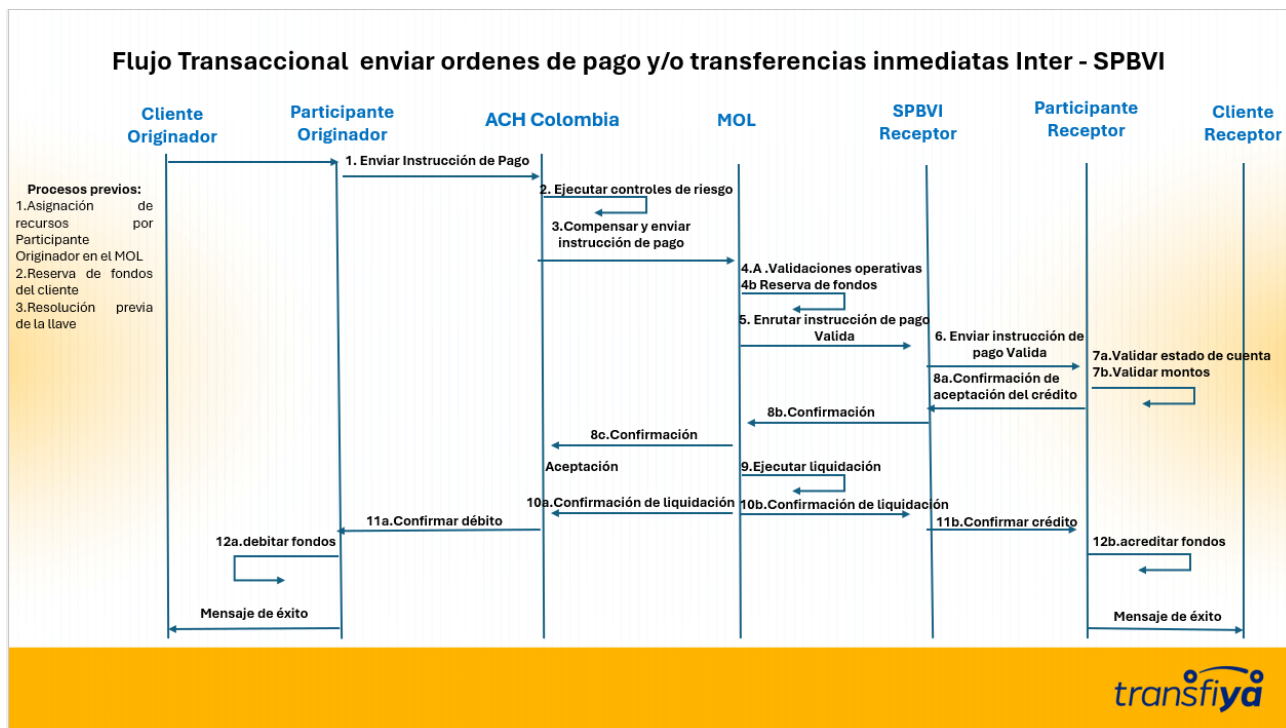 Flujo Transaccional enviar ordenes de pago y/o transferencias inmediatas Inter - SPBVI
Cliente
Originador
Participante
Originador
ACH Colombia
MOL
SPBVI
Receptor
Participante
Receptor
Cliente
Receptor
Procesos previos:
1.Asignación de
recursos por
Participante
Originador en el MOL
2.Reserva de fondos
del cliente
3.Resolución previa
de la llave
1. Enviar Instrucción de Pago
2. Ejecutar controles de riesgo
3.Compensar y enviar
instrucción de pago
4.A .Validaciones operativas
4b Reserva de fondos
5. Enrutar instrucción de pago
Valida
6. Enviar instrucción de
pago Valida
7a.Validar estado de cuenta
7b.Validar montos
8a.Confirmación de
aceptación del crédito
8b.Confirmación
8c.Confirmación
Aceptación
9.Ejecutar liquidación
10a.Confirmación de liquidación
10b.Confirmación de liquidación
11a.Confirmar débito
11b.Confirmar crédito
12a.debitar fondos
12b.acreditar fondos
Mensaje de éxito
Mensaje de éxito
transfiya